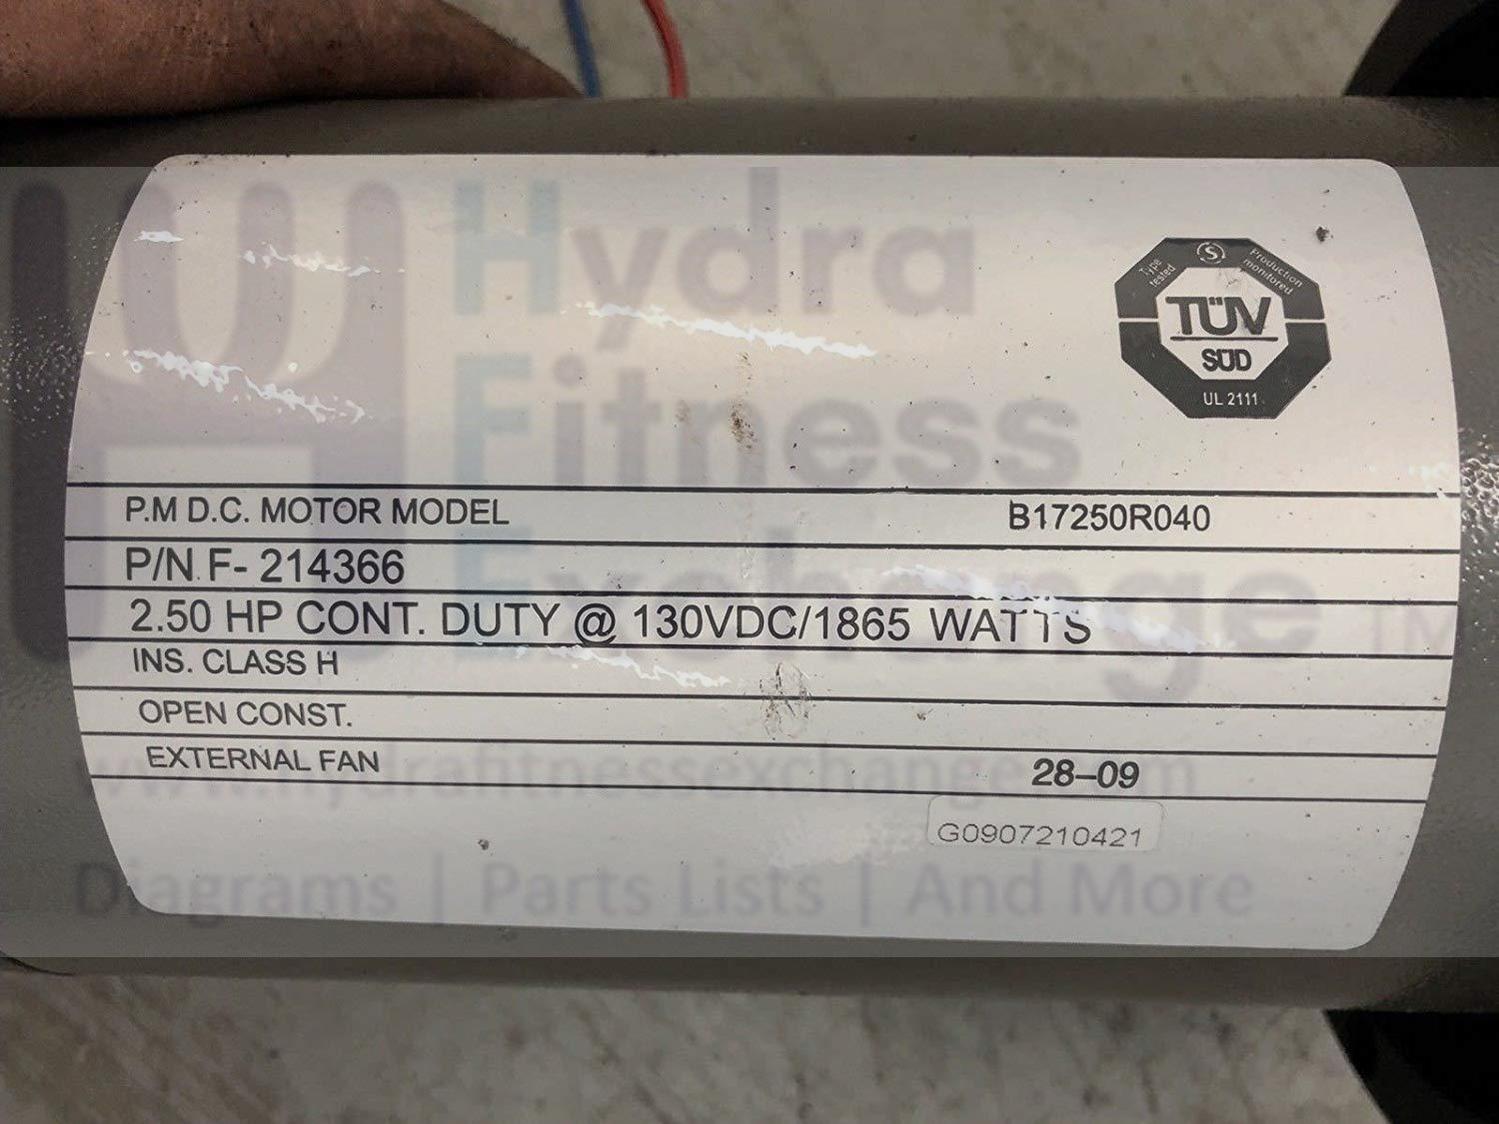 Hydra
Fitness
Exchange TM
Type tested
S
Production monitored
TÜV
SÜD
UL 2111
P.M D.C. MOTOR MODEL B17250R040
P/N F- 214366
2.50 HP CONT. DUTY @ 130VDC/1865 WATTS
INS. CLASS H
OPEN CONST.
EXTERNAL FAN 28-09
www.hydrafitnessexchange.com
G0907210421
Diagrams | Parts Lists | And More